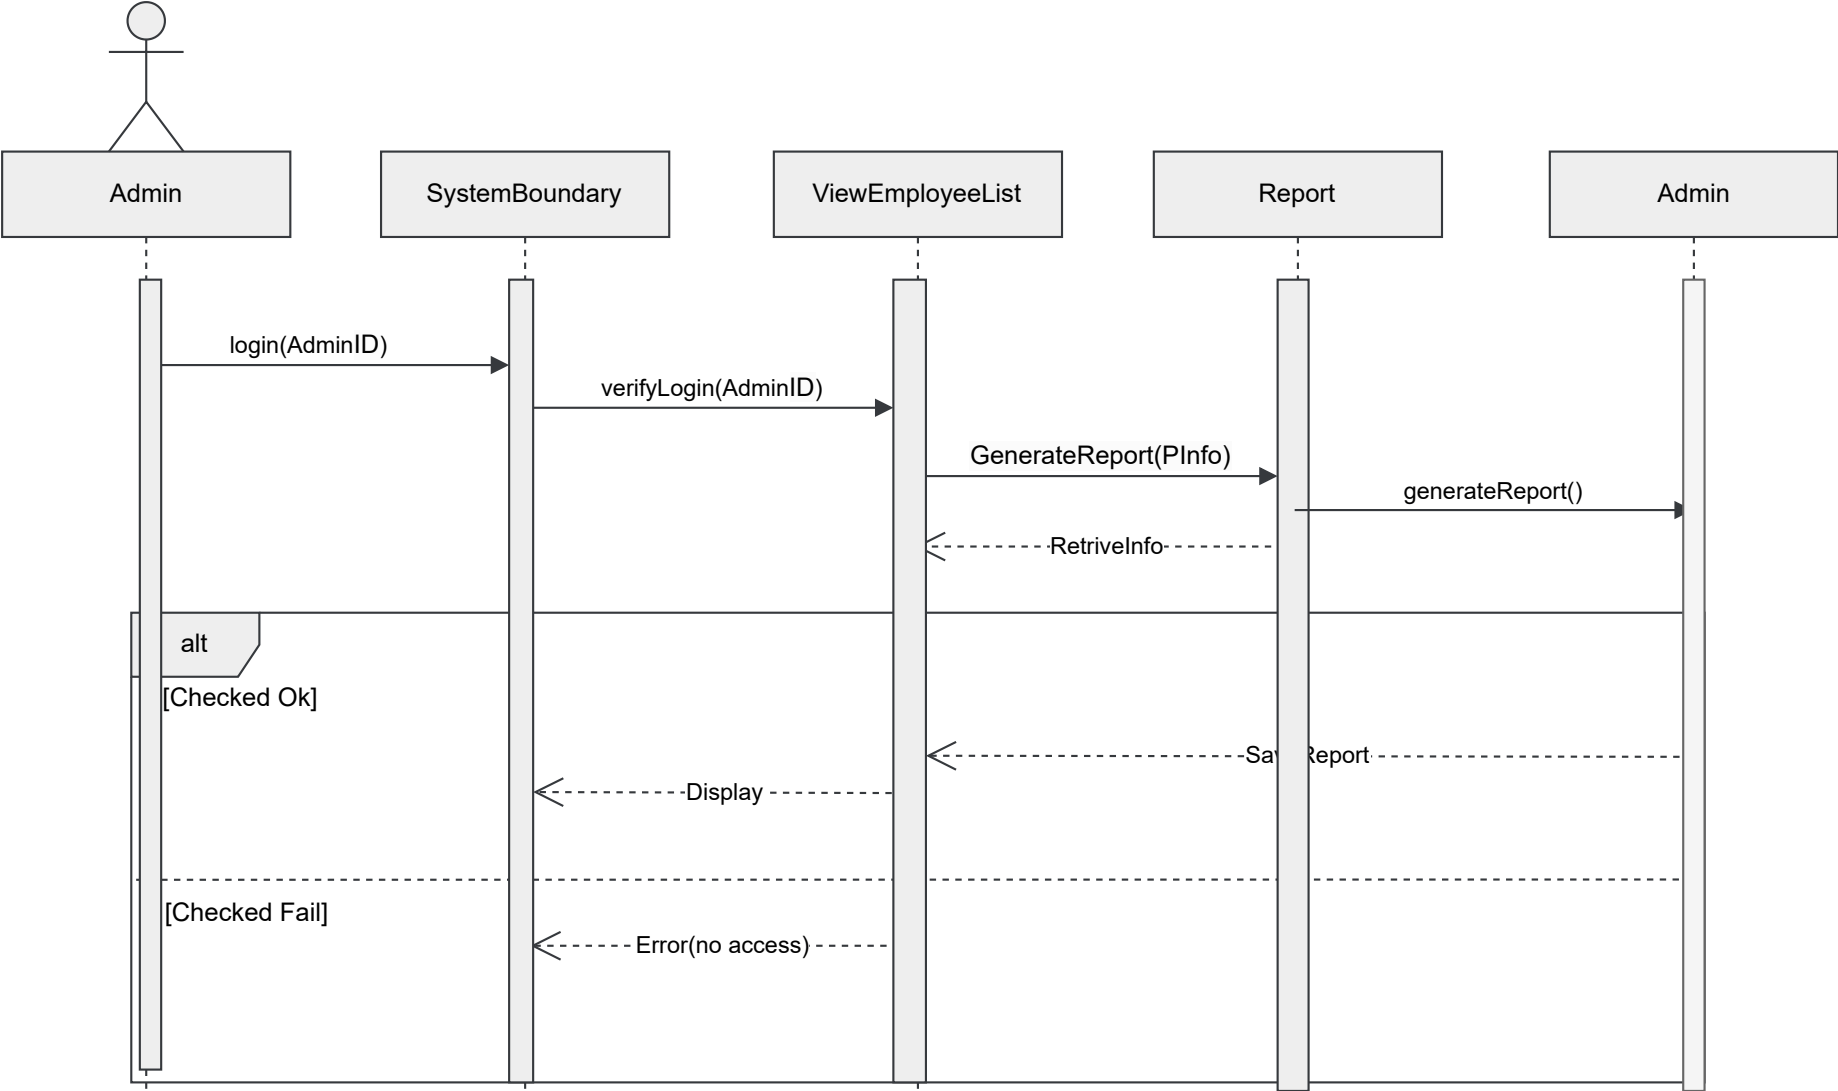 Admin
SystemBoundary
ViewEmployeeList
Report
Admin
login(AdminID)
verifyLogin(AdminID)
GenerateReport(PInfo)
generateReport()
RetriveInfo
alt
[Checked Ok]
Report
Display
[Checked Fail]
Error(no access)